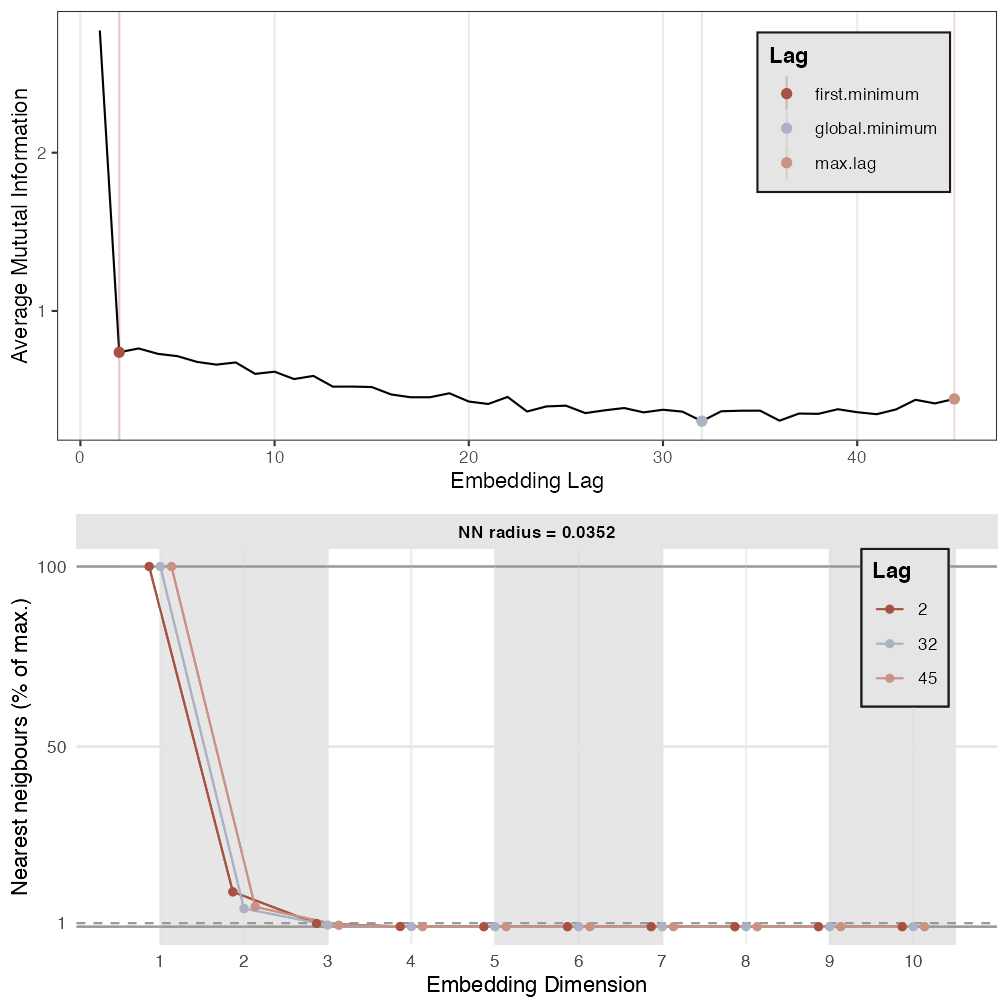 Average Mututal Information
2
1
Lag
first.minimum
global.minimum
max.lag
0 10 20 30 40
Embedding Lag
NN radius = 0.0352
Nearest neigbours (% of max.)
100
50
1
Lag
2
32
45
1 2 3 4 5 6 7 8 9 10
Embedding Dimension